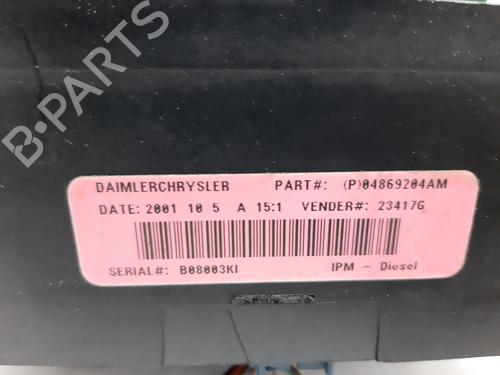 B-PARTS
DAIMLERCHRYSLER PART#: (P)04869204AM
DATE: 2001 10 5 A 15:1 VENDER#: 23417G
SERIAL#: B08003KI IPM - Diesel